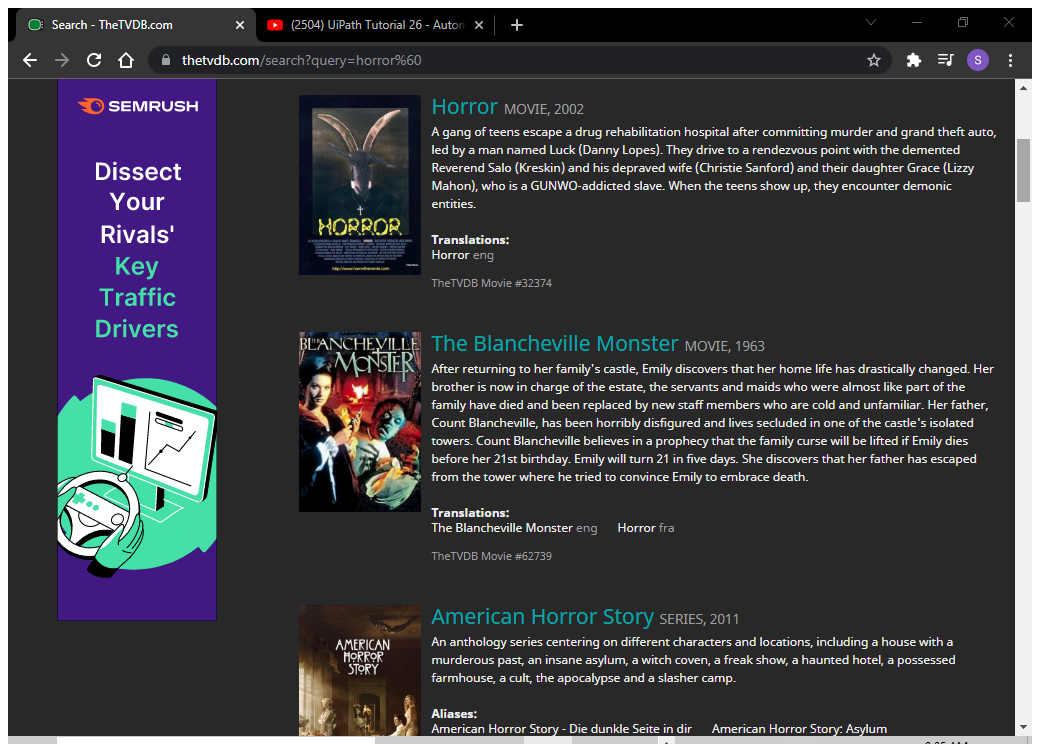 Search - TheTVDB.com
(2504) UiPath Tutorial 26 - Autom
thetvdb.com/search?query=horror%60
S
SEMRUSH
Dissect
Your
Rivals'
Key
Traffic
Drivers
HORROR
http://www.horrorthemovie.com
Horror MOVIE, 2002
A gang of teens escape a drug rehabilitation hospital after committing murder and grand theft auto,
led by a man named Luck (Danny Lopes). They drive to a rendezvous point with the demented
Reverend Salo (Kreskin) and his depraved wife (Christie Sanford) and their daughter Grace (Lizzy
Mahon), who is a GUNWO-addicted slave. When the teens show up, they encounter demonic
entities.
Translations:
Horror eng
TheTVDB Movie #32374
BLANCHEVILLE
MONSTER
The Blancheville Monster MOVIE, 1963
After returning to her family's castle, Emily discovers that her home life has drastically changed. Her
brother is now in charge of the estate, the servants and maids who were almost like part of the
family have died and been replaced by new staff members who are cold and unfamiliar. Her father,
Count Blancheville, has been horribly disfigured and lives secluded in one of the castle's isolated
towers. Count Blancheville believes in a prophecy that the family curse will be lifted if Emily dies
before her 21st birthday. Emily will turn 21 in five days. She discovers that her father has escaped
from the tower where he tried to convince Emily to embrace death.
Translations:
The Blancheville Monster eng Horror fra
TheTVDB Movie #62739
AMERICAN
HORROR
STORY
American Horror Story SERIES, 2011
An anthology series centering on different characters and locations, including a house with a
murderous past, an insane asylum, a witch coven, a freak show, a haunted hotel, a possessed
farmhouse, a cult, the apocalypse and a slasher camp.
Aliases:
American Horror Story - Die dunkle Seite in dir American Horror Story: Asylum